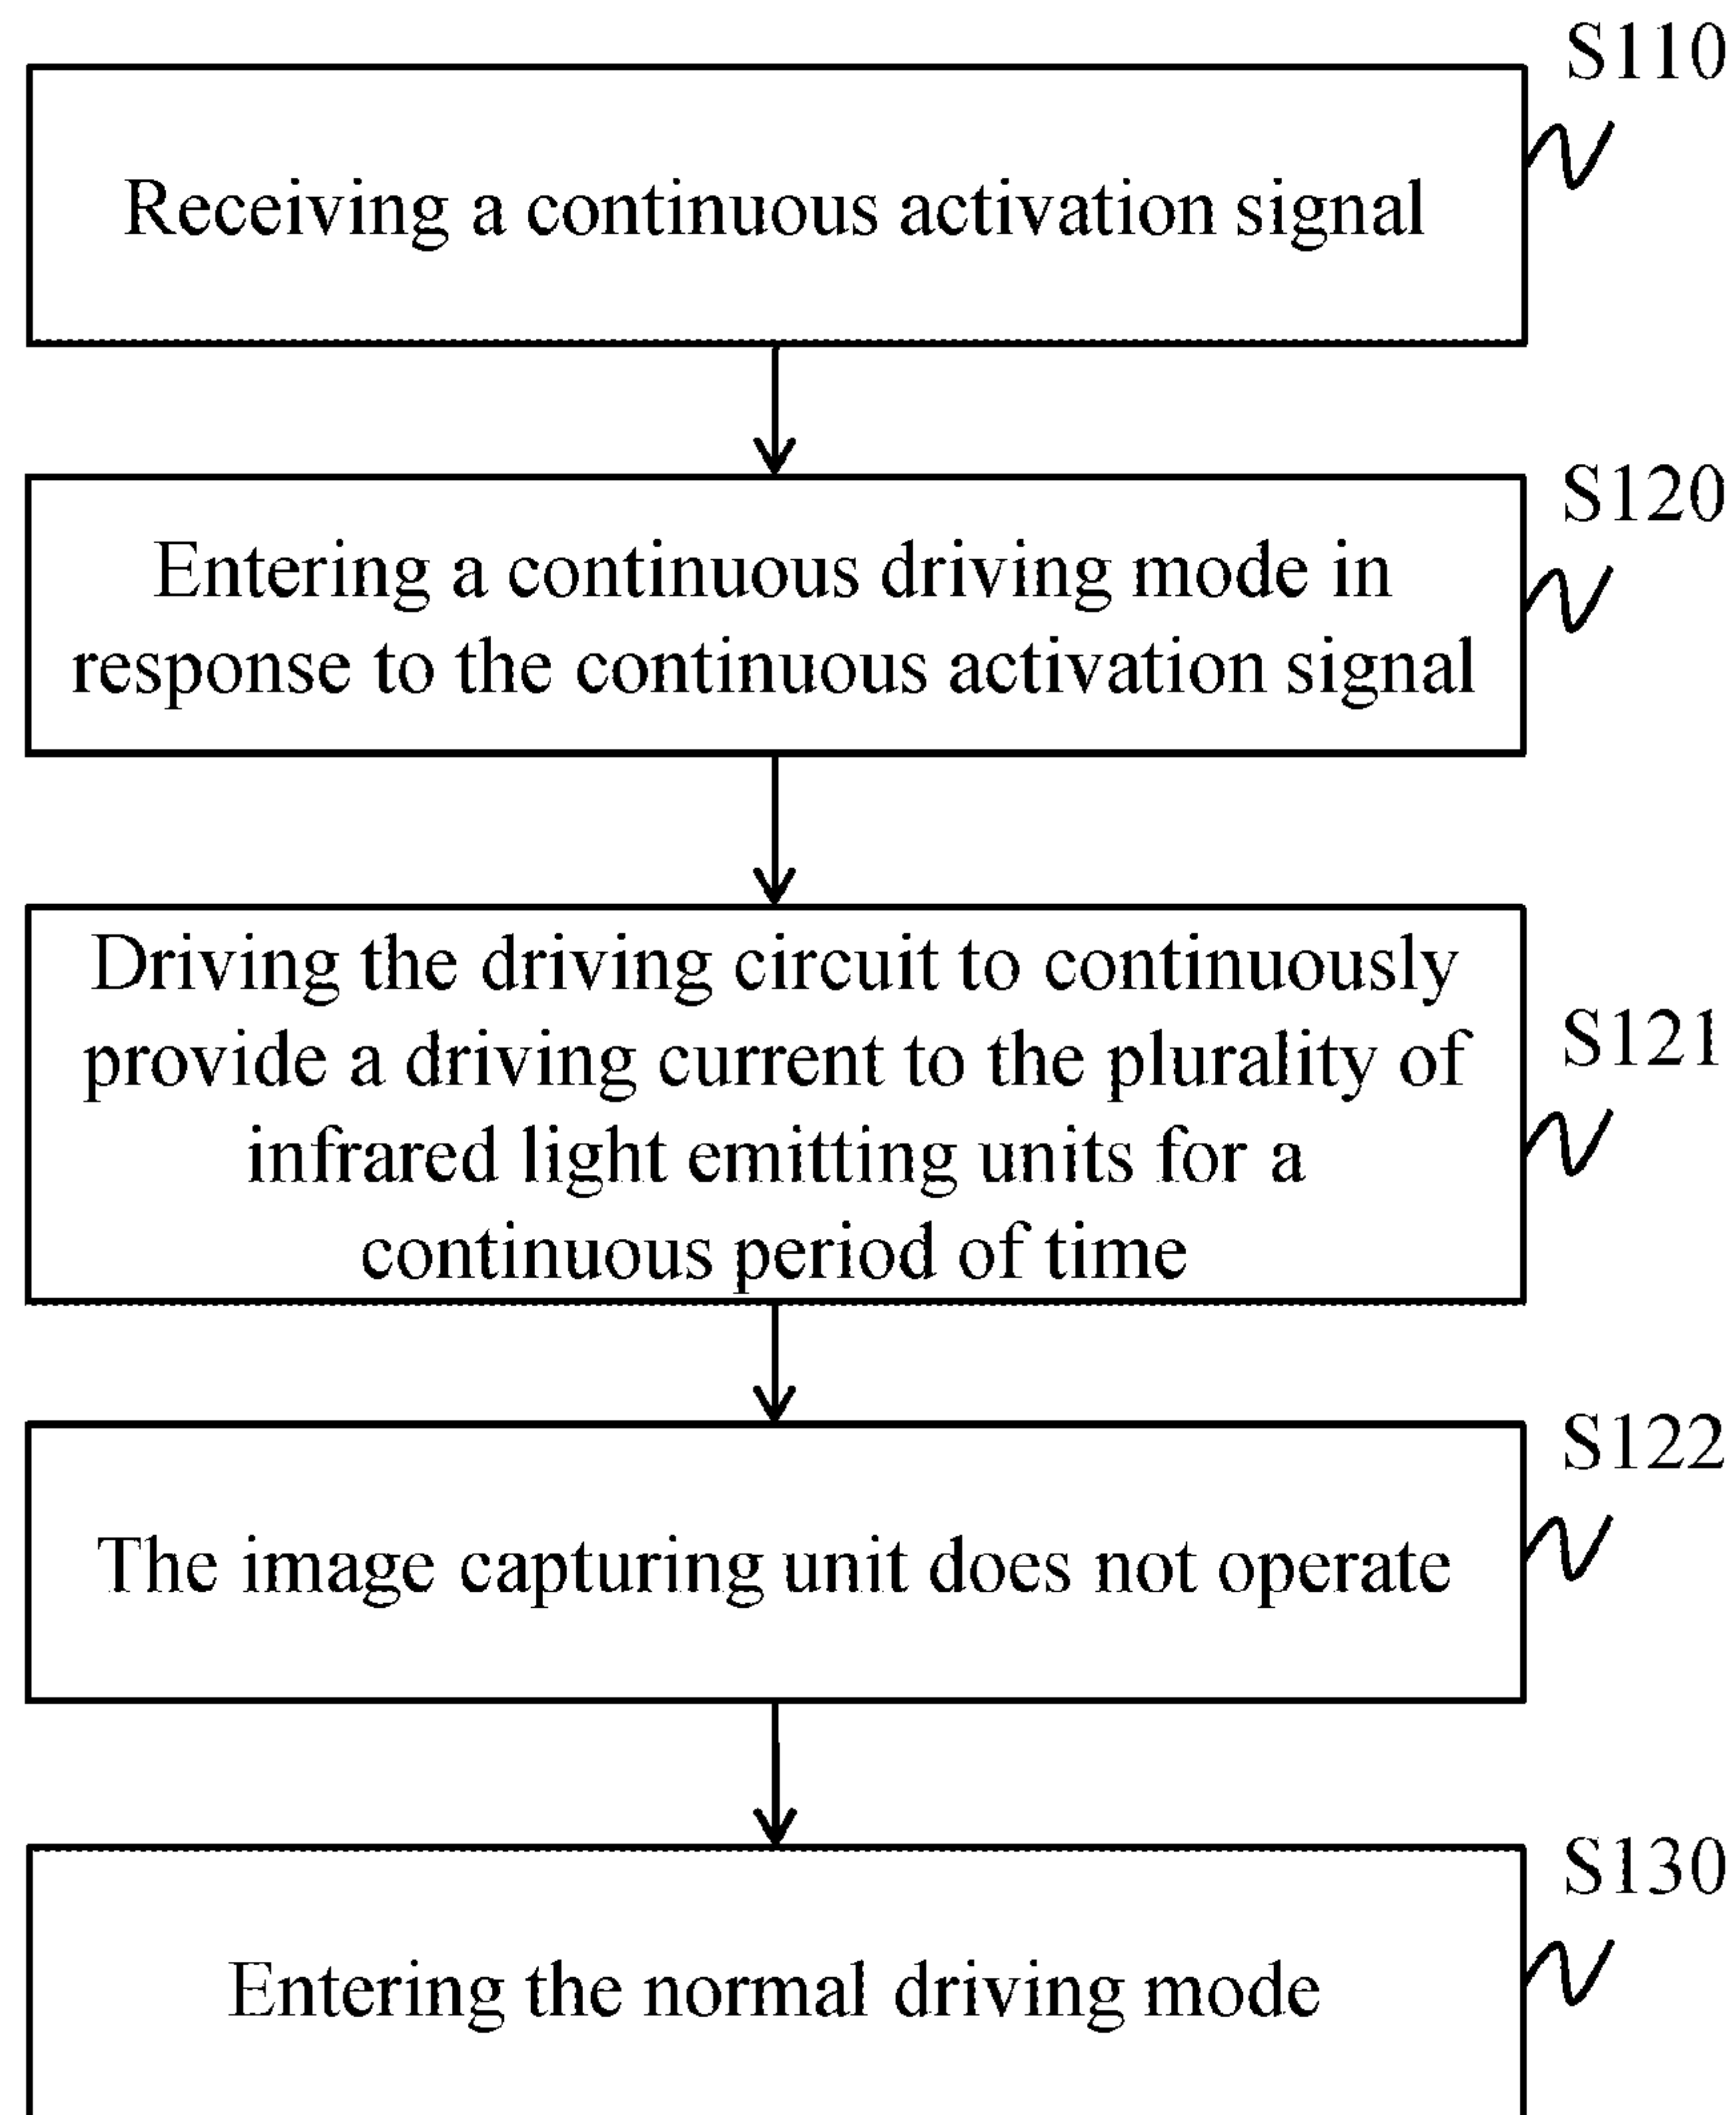 S110
Receiving a continuous activation signal
S120
Entering a continuous driving mode in
response to the continuous activation signal
Driving the driving circuit to continuously
provide a driving current to the plurality of
infrared light emitting units for a
continuous period of time
S121
S122
The image capturing unit does not operate
S130
Entering the normal driving mode